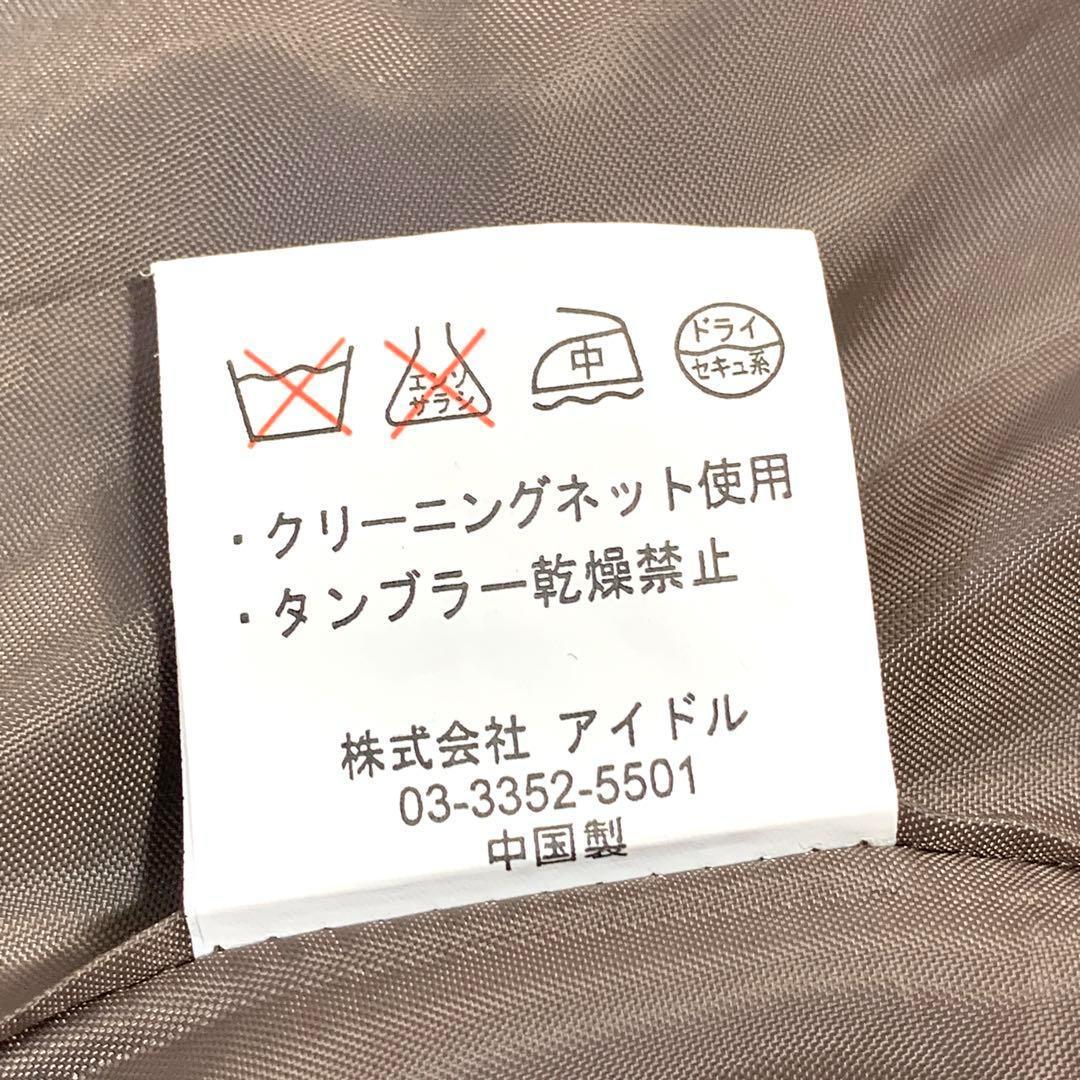 エンソ
サラシ
中
ドライ
セキュ系
・クリーニングネット使用
・タンブラー乾燥禁止
株式会社 アイドル
03-3352-5501
中国製